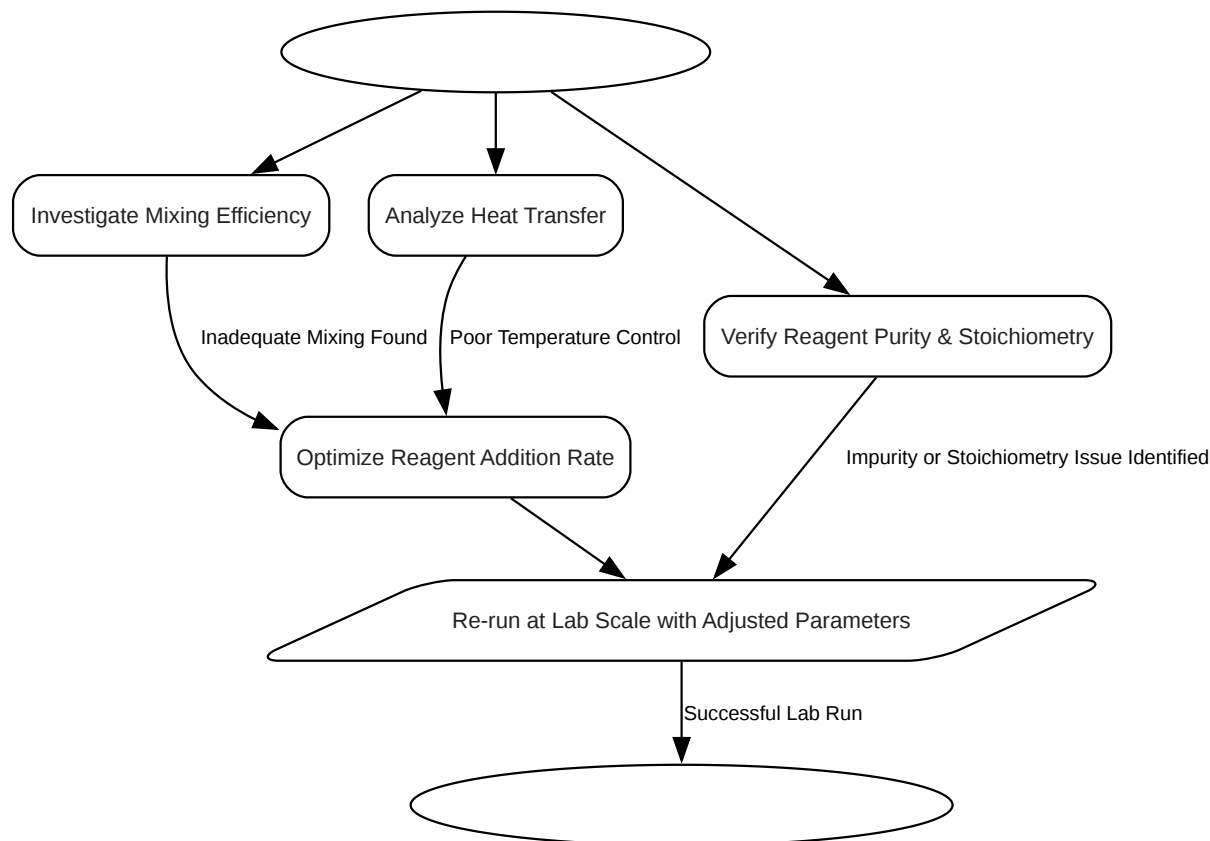 Investigate Mixing Efficiency
Analyze Heat Transfer
Inadequate Mixing Found
Poor Temperature Control
Verify Reagent Purity & Stoichiometry
Optimize Reagent Addition Rate
Impurity or Stoichiometry Issue Identified
Re-run at Lab Scale with Adjusted Parameters
Successful Lab Run